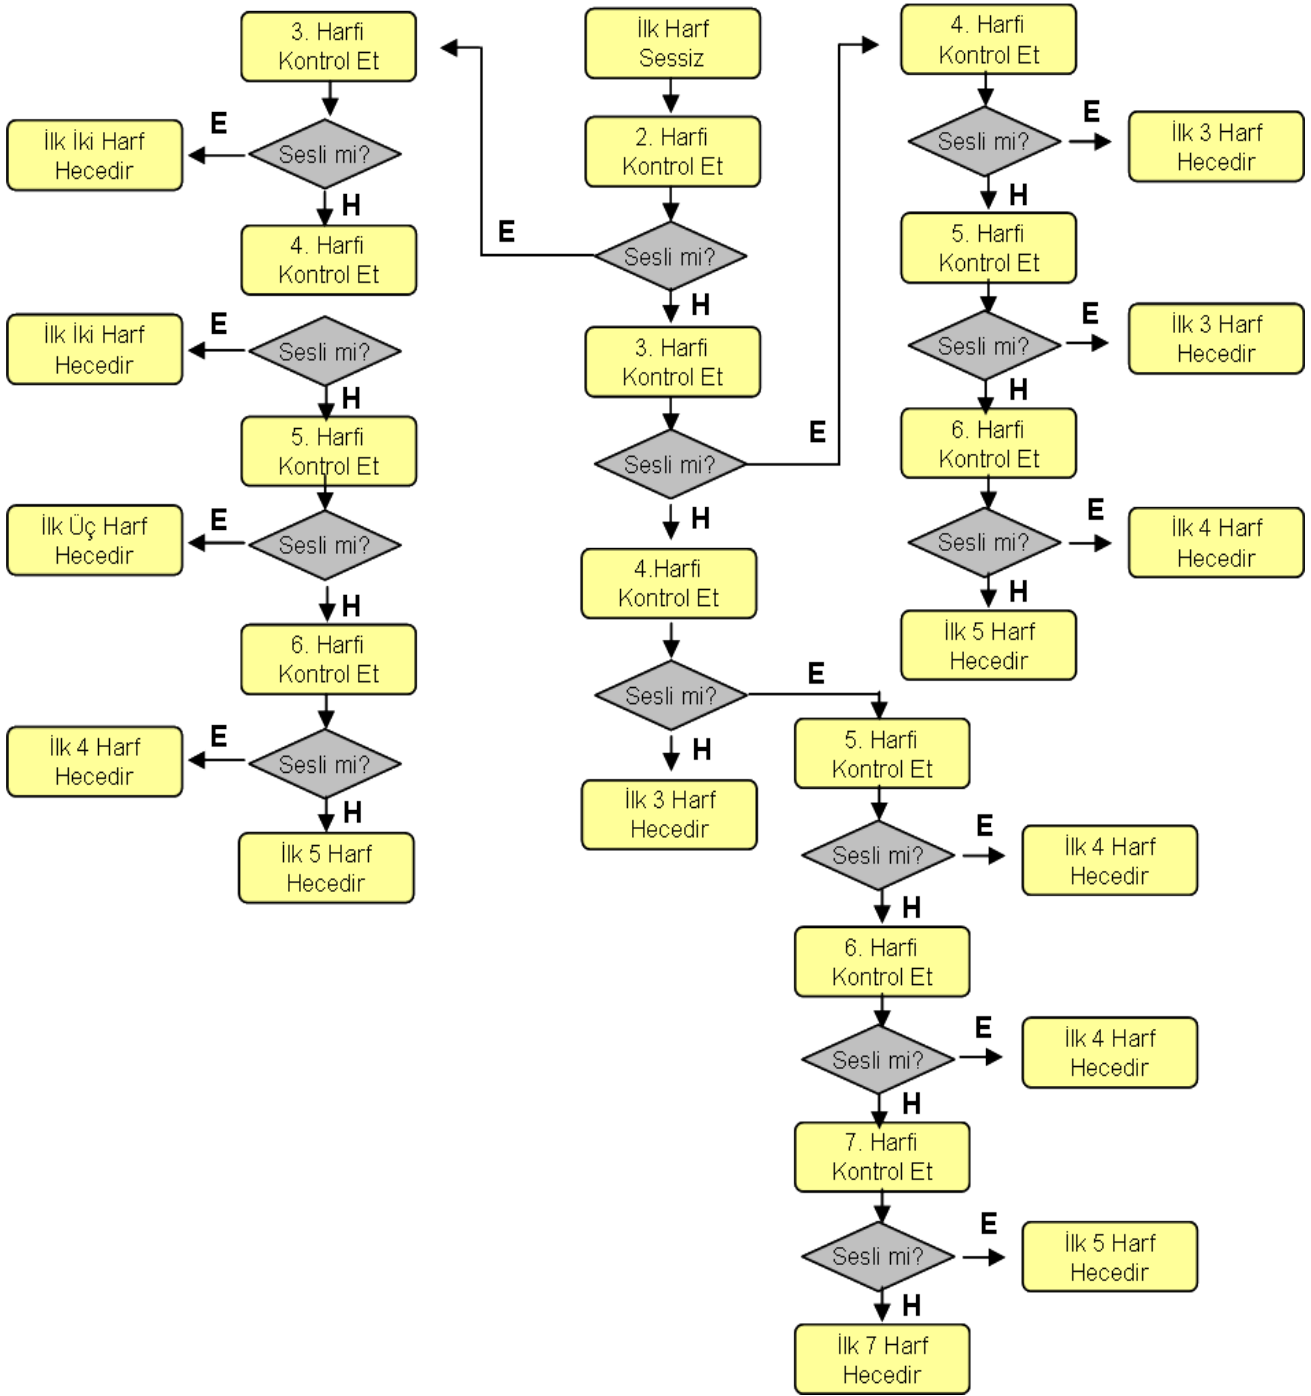 3. Harfi
Kontrol Et
Sesli mi?
E
İlk İki Harf
Hecedir
H
4. Harfi
Kontrol Et
Sesli mi?
E
İlk İki Harf
Hecedir
H
5. Harfi
Kontrol Et
Sesli mi?
E
İlk Üç Harf
Hecedir
H
6. Harfi
Kontrol Et
Sesli mi?
E
İlk 4 Harf
Hecedir
H
İlk 5 Harf
Hecedir
İlk Harf
Sessiz
2. Harfi
Kontrol Et
Sesli mi?
E
H
3. Harfi
Kontrol Et
Sesli mi?
E
H
4.Harfi
Kontrol Et
Sesli mi?
E
H
İlk 3 Harf
Hecedir
5. Harfi
Kontrol Et
Sesli mi?
E
İlk 4 Harf
Hecedir
H
6. Harfi
Kontrol Et
Sesli mi?
E
İlk 4 Harf
Hecedir
H
7. Harfi
Kontrol Et
Sesli mi?
E
İlk 5 Harf
Hecedir
H
İlk 7 Harf
Hecedir
4. Harfi
Kontrol Et
Sesli mi?
E
İlk 3 Harf
Hecedir
H
5. Harfi
Kontrol Et
Sesli mi?
E
İlk 3 Harf
Hecedir
H
6. Harfi
Kontrol Et
Sesli mi?
E
İlk 4 Harf
Hecedir
H
İlk 5 Harf
Hecedir